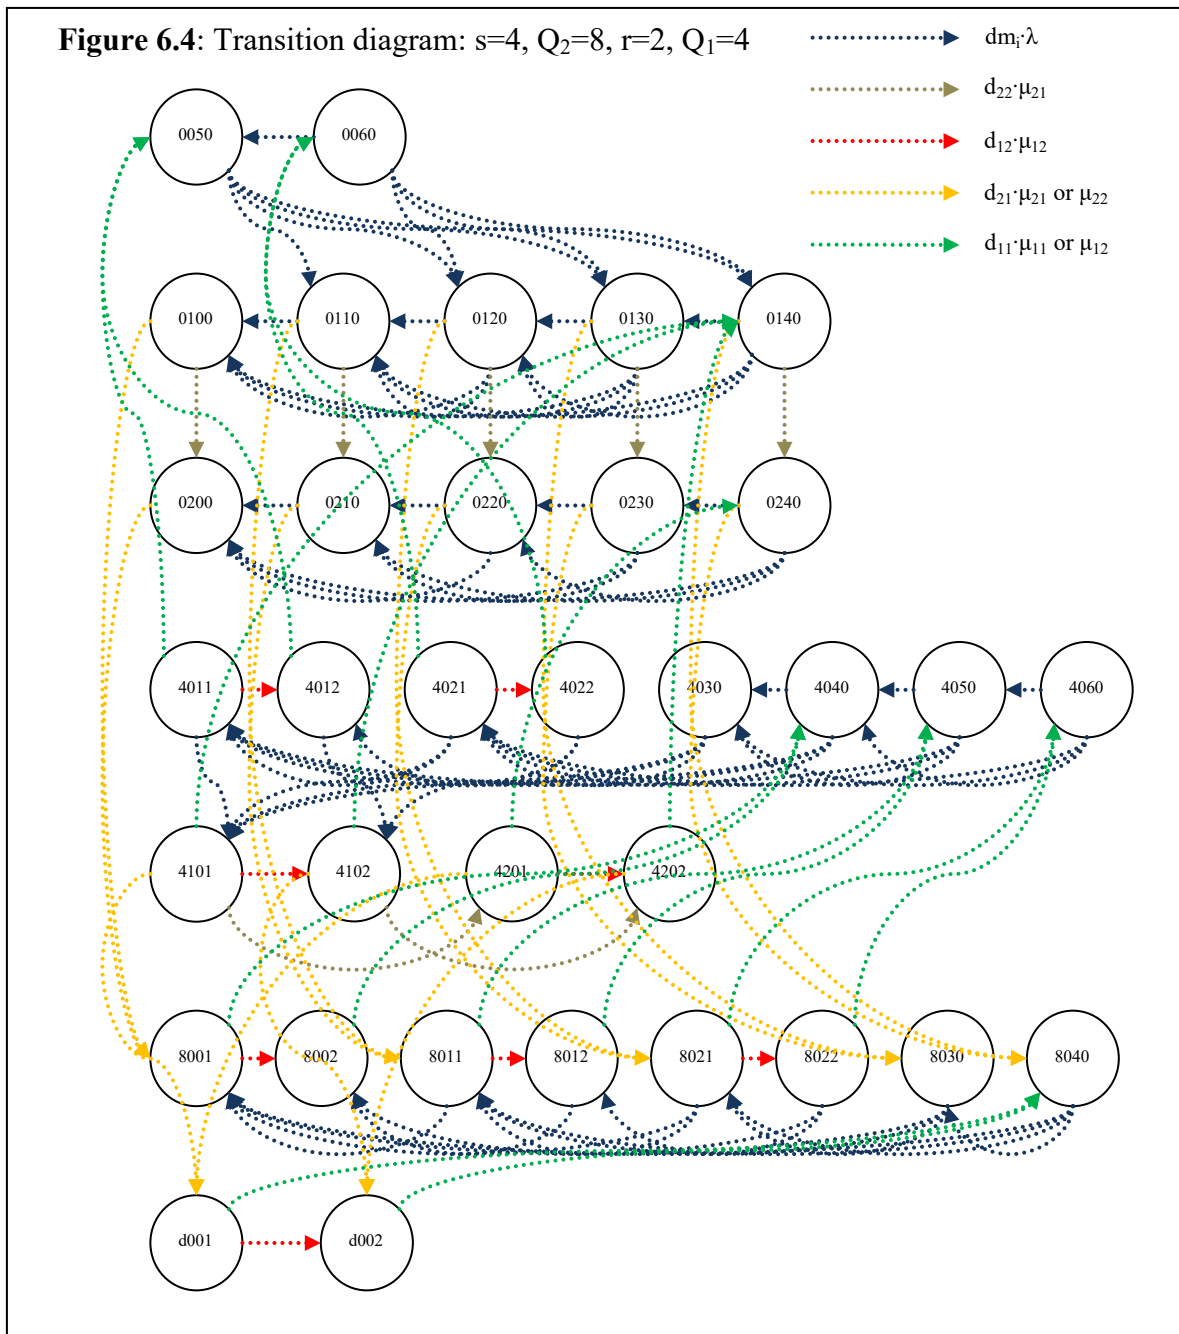 Figure 6.4: Transition diagram: s=4, Q₂=8, r=2, Q₁=4
dmᵢ·λ
d₂₂·μ₂₁
d₁₂·μ₁₂
d₂₁·μ₂₁ or μ₂₂
d₁₁·μ₁₁ or μ₁₂
0050 0060
0100 0110 0120 0130 0140
0200 0210 0220 0230 0240
4011 4012 4021 4022 4030 4040 4050 4060
4101 4102 4201 4202
8001 8002 8011 8012 8021 8022 8030 8040
d001 d002